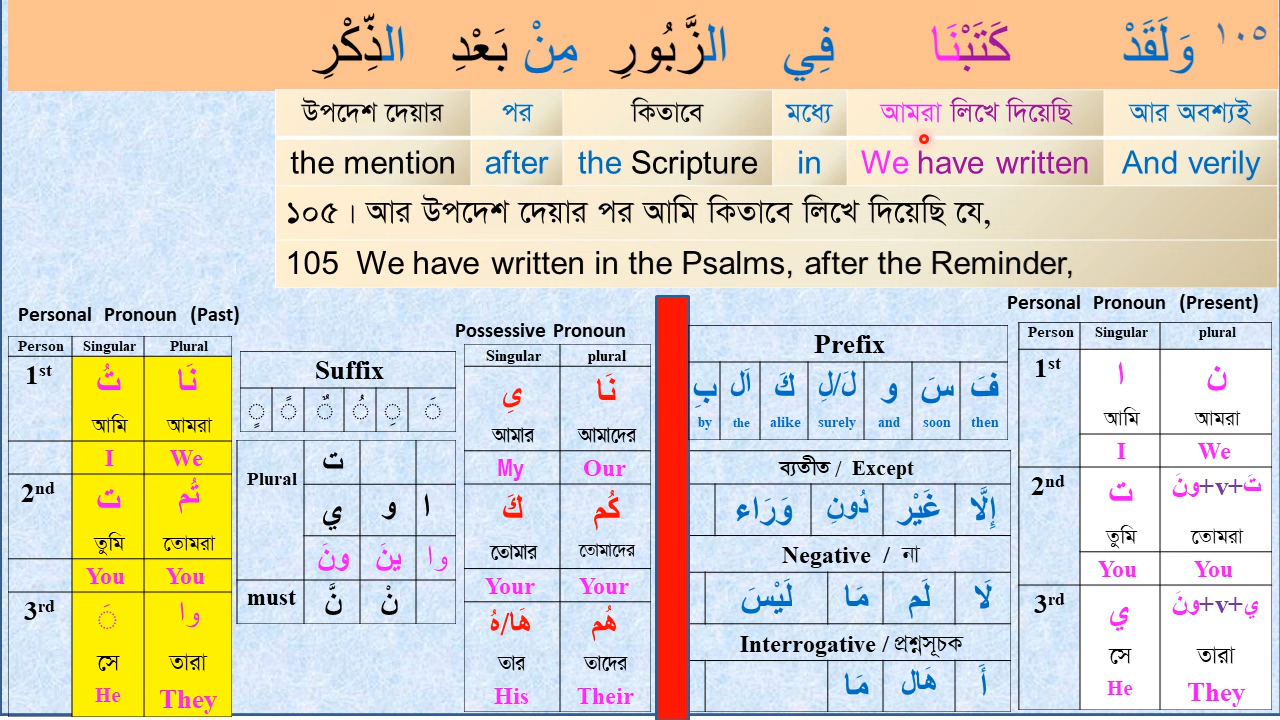 ١٠٥ وَلَقَدْ كَتَبْنَا فِي الزَّبُورِ مِنْ بَعْدِ الذِّكْرِ
উপদেশ দেয়ার পর কিতাবে মধ্যে আমরা লিখে দিয়েছি আর অবশ্যই
the mention after the Scripture in We have written And verily
১০৫। আর উপদেশ দেয়ার পর আমি কিতাবে লিখে দিয়েছি যে,
105 We have written in the Psalms, after the Reminder,
Personal Pronoun (Past)
Person Singular Plural
1st تُ نَا
আমি আমরা
I We
2nd ت تُم
তুমি তোমরা
You You
3rd َ وا
সে তারা
He They
Suffix
ٍ ً ٌ ُ ِ َ
Plural ت
ي و ا
ونَ ينَ وا
must نَّ نْ
Possessive Pronoun
Singular plural
يِ نَا
আমার আমাদের
My Our
كَ كُم
তোমার তোমাদের
Your Your
هَا/هُ هُم
তার তাদের
His Their
Prefix
بِ اَل كَ لَ/لِ و سَ فَ
by the alike surely and soon then
ব্যতীত / Except
وَرَاء دُونِ غَيْر إِلَّا
Negative / না
لَيْسَ مَا لَم لَا
Interrogative / প্রশ্নসূচক
مَا هَال أَ
Personal Pronoun (Present)
Person Singular plural
1st ا ن
আমি আমরা
I We
2nd ت تَ+v+ونَ
তুমি তোমরা
You You
3rd ي ي+v+ونَ
সে তারা
He They